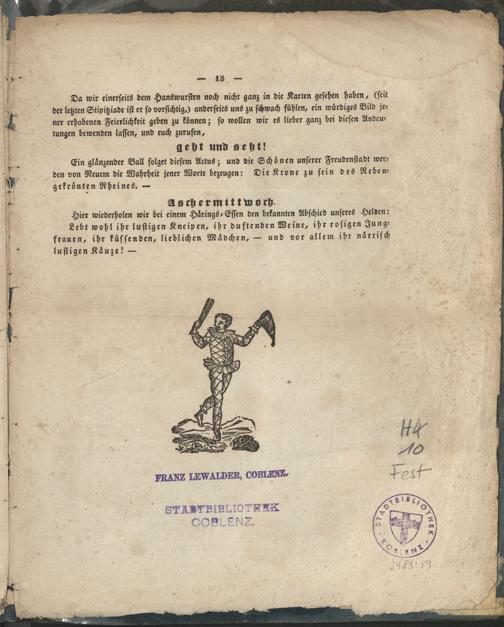 — 13 —
Da wir einerseits dem Hanswursten noch nicht ganz in die Karten gesehen haben, (seit
der letzten Stipitziade ist er so vorsichtig,) anderseits uns zu schwach fühlen, ein würdiges Bild je-
ner erhabenen Feierlichkeit geben zu können; so wollen wir es lieber ganz bei diesen Andeu-
tungen bewenden lassen, und euch zurufen,
geht und seht!
Ein glänzender Ball folget diesem Actus; und die Schönen unserer Freudenstadt wer-
den von Neuem die Wahrheit jener Worte bezeugen: Die Krone zu sein des Reben-
gekrönten Rheines. —
Aschermittwoch.
Hier wiederholen wir bei einem Härings-Essen den bekannten Abschied unseres Helden:
Lebt wohl ihr lustigen Kneipen, ihr duftenden Weine, ihr rosigen Jung-
frauen, ihr küssenden, lieblichen Mädchen, — und vor allem ihr närrisch
lustigen Käuze! —
H4
10
Fest
FRANZ LEWALDER, COBLENZ.
STADTBIBLIOTHEK
COBLENZ.
STADTBIBLIOTHEK
KOBLENZ